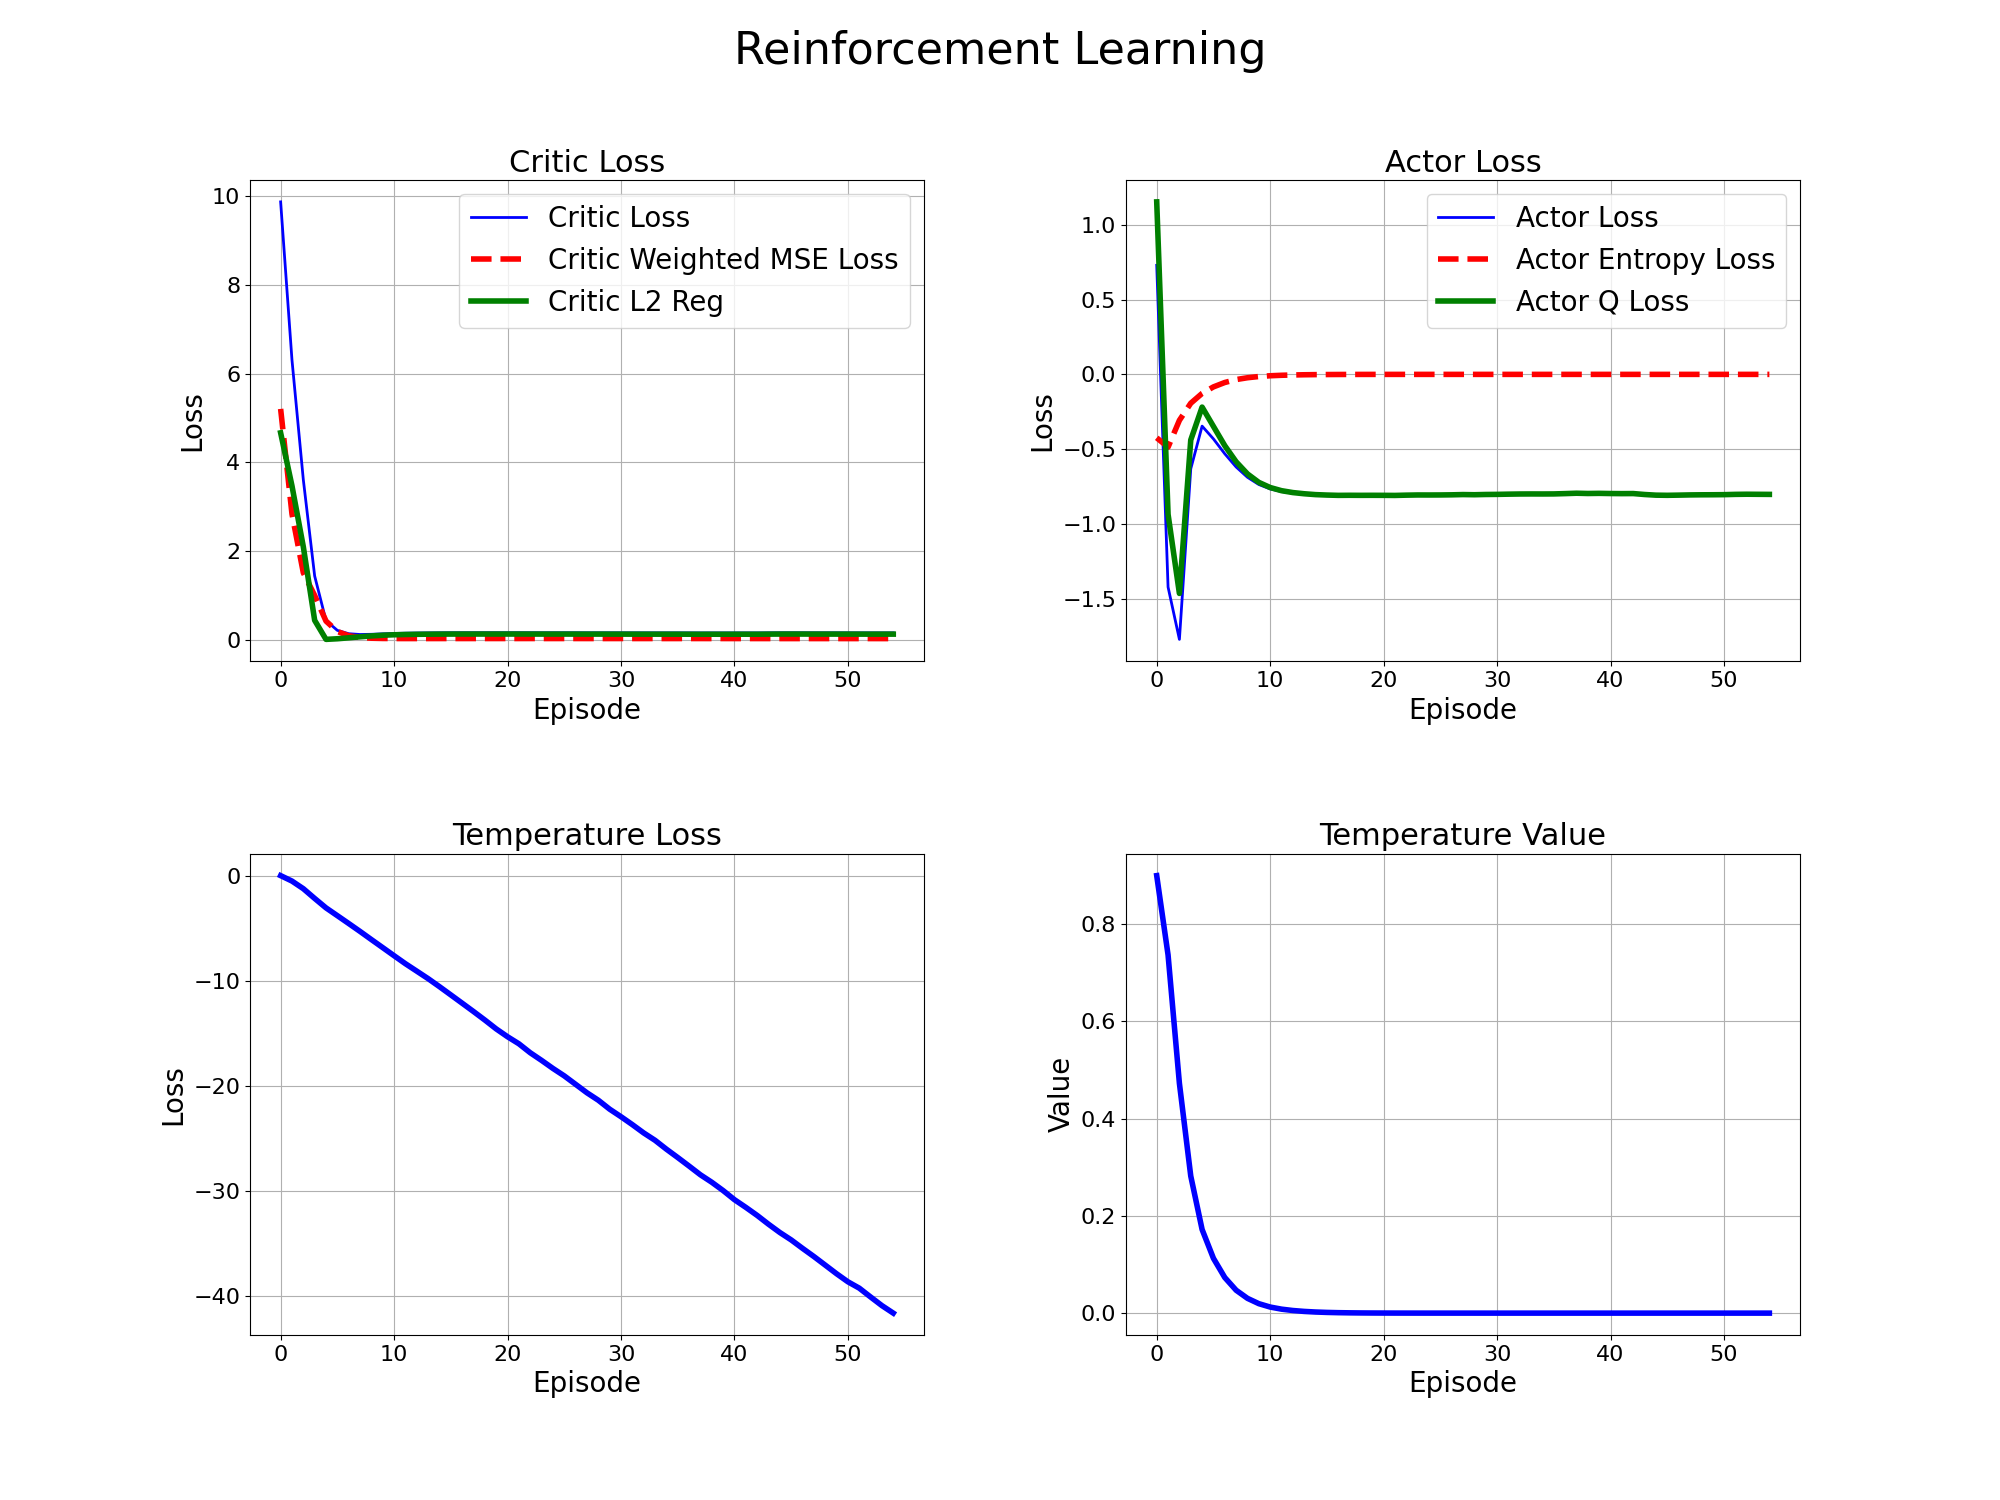 Reinforcement Learning
Critic Loss
10
8
6
4
2
0
Loss
Critic Loss
Critic Weighted MSE Loss
Critic L2 Reg
0 10 20 30 40 50
Episode
Actor Loss
1.0
0.5
0.0
−0.5
−1.0
−1.5
Loss
Actor Loss
Actor Entropy Loss
Actor Q Loss
0 10 20 30 40 50
Episode
Temperature Loss
0
−10
−20
−30
−40
Loss
0 10 20 30 40 50
Episode
Temperature Value
0.8
0.6
0.4
0.2
0.0
Value
0 10 20 30 40 50
Episode